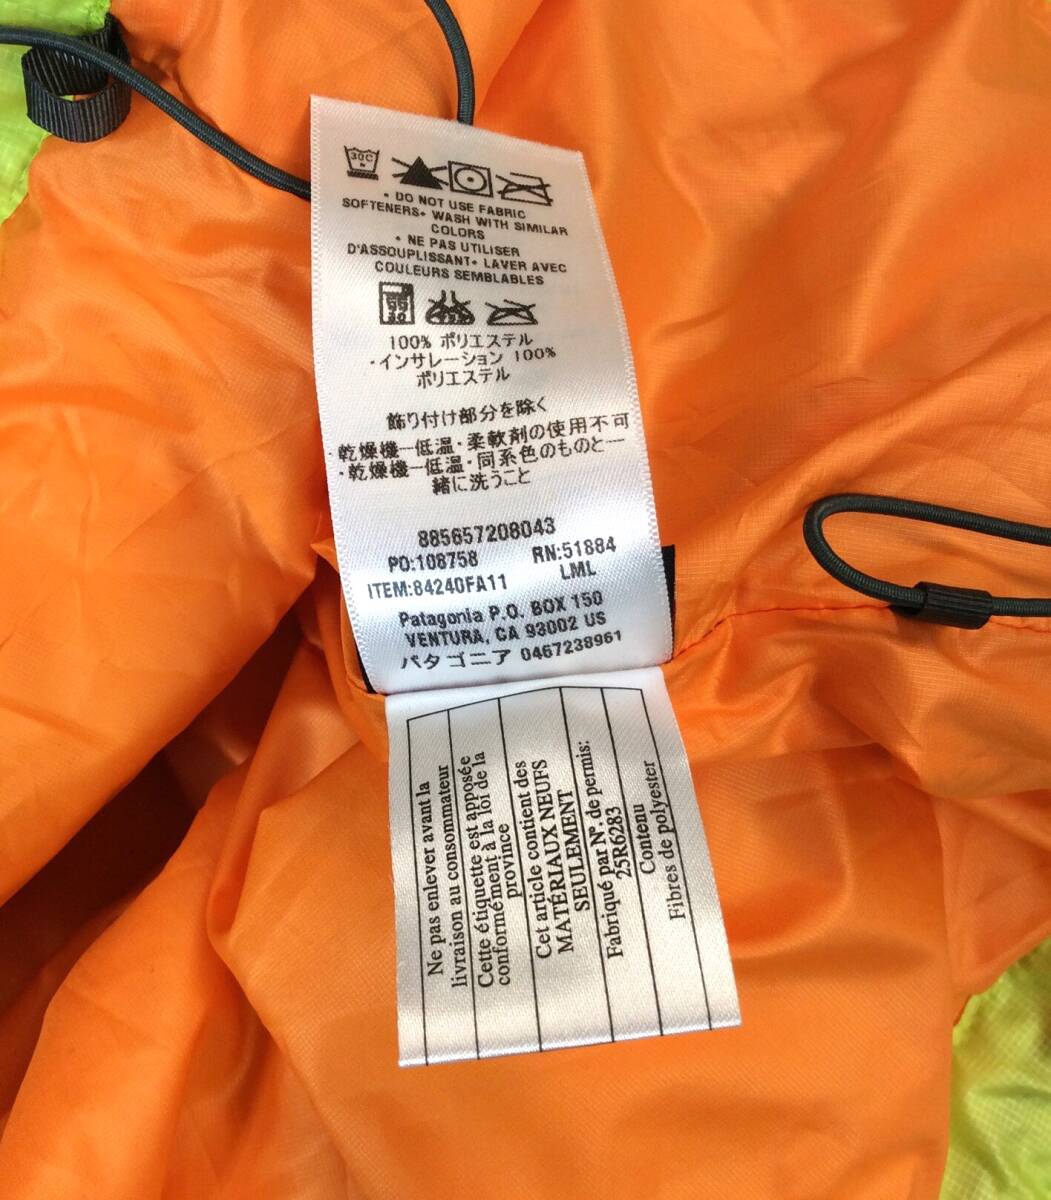 30C
• DO NOT USE FABRIC
SOFTENERS• WASH WITH SIMILAR
COLORS
• NE PAS UTILISER
D'ASSOUPLISSANT• LAVER AVEC
COULEURS SEMBLABLES
100% ポリエステル
・インサレーション 100%
ポリエステル
飾り付け部分を除く
・乾燥機一低温・柔軟剤の使用不可
・乾燥機一低温・同系色のものと一
緒に洗うこと
885657208043
PO:108758 RN:51884
ITEM:84240FA11 LML
Patagonia P.O. BOX 150
VENTURA, CA 93002 US
パタゴニア 0467238961
Ne pas enlever avant la
livraison au consommateur
Cette étiquette est apposée
conformément à la loi de la
province
Cet article contient des
MATÉRIAUX NEUFS
SEULEMENT
Fabriqué par Nº. de permis:
25R6283
Contenu
Fibres de polyester